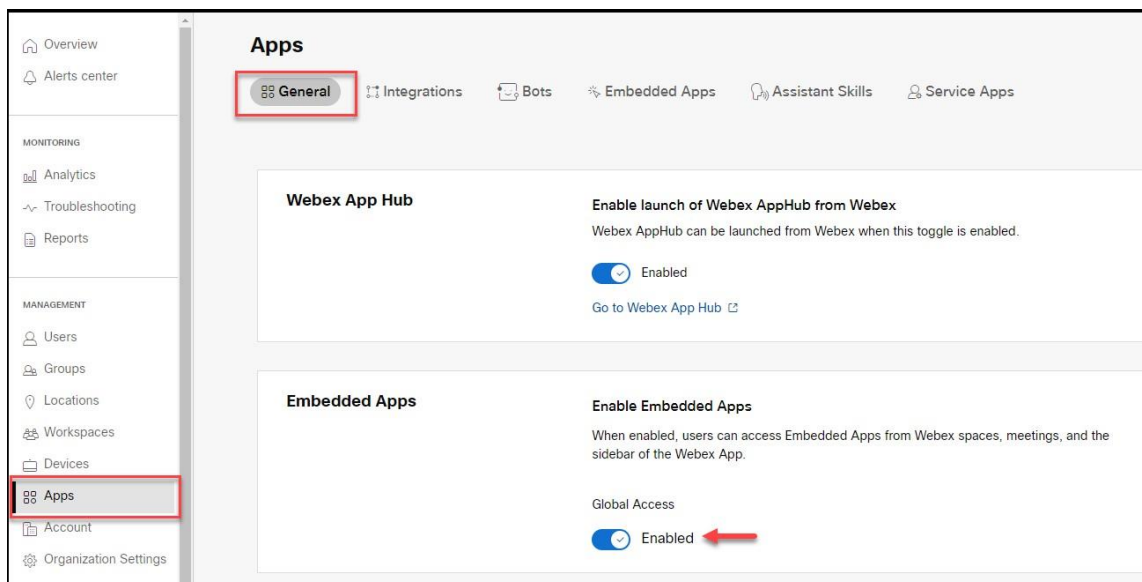 Overview
Alerts center
MONITORING
Analytics
Troubleshooting
Reports
MANAGEMENT
Users
Groups
Locations
Workspaces
Devices
Apps
Account
Organization Settings
Apps
General Integrations Bots Embedded Apps Assistant Skills Service Apps
Webex App Hub
Enable launch of Webex AppHub from Webex
Webex AppHub can be launched from Webex when this toggle is enabled.
Enabled
Go to Webex App Hub
Embedded Apps
Enable Embedded Apps
When enabled, users can access Embedded Apps from Webex spaces, meetings, and the
sidebar of the Webex App.
Global Access
Enabled